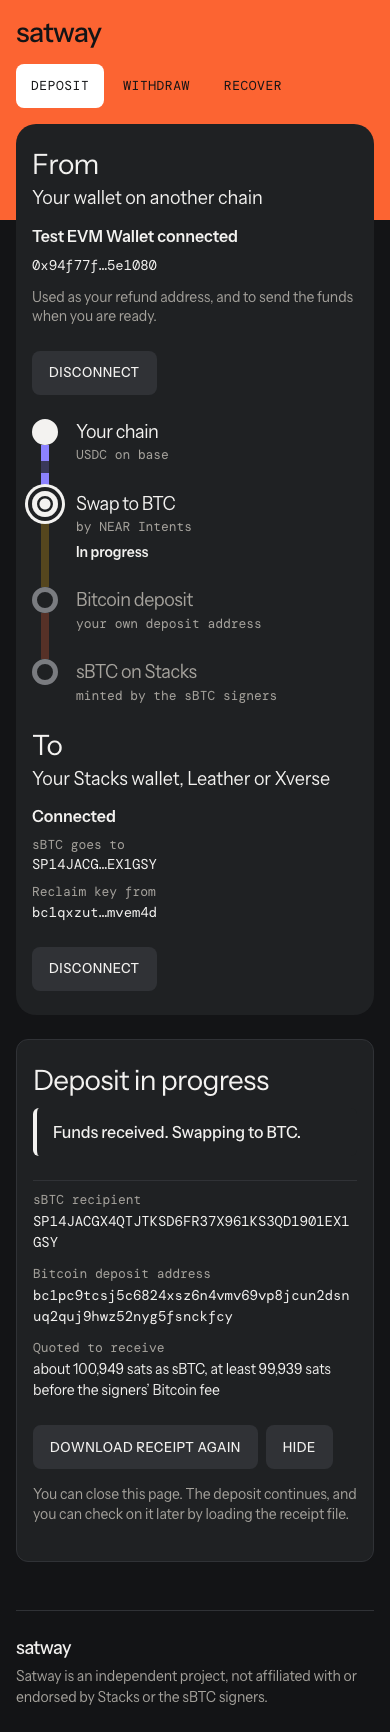 satway
DEPOSIT WITHDRAW RECOVER
From
Your wallet on another chain
Test EVM Wallet connected
0x94f77f…5e1080
Used as your refund address, and to send the funds
when you are ready.
DISCONNECT
Your chain
USDC on base
Swap to BTC
by NEAR Intents
In progress
Bitcoin deposit
your own deposit address
sBTC on Stacks
minted by the sBTC signers
To
Your Stacks wallet, Leather or Xverse
Connected
sBTC goes to
SP14JACG…EX1GSY
Reclaim key from
bc1qxzut…mvem4d
DISCONNECT
Deposit in progress
Funds received. Swapping to BTC.
sBTC recipient
SP14JACGX4QTJTKSD6FR37X961KS3QD1901EX1
GSY
Bitcoin deposit address
bc1pc9tcsj5c6824xsz6n4vmv69vp8jcun2dsn
uq2quj9hwz52nyg5fsnckfcy
Quoted to receive
about 100,949 sats as sBTC, at least 99,939 sats
before the signers’ Bitcoin fee
DOWNLOAD RECEIPT AGAIN HIDE
You can close this page. The deposit continues, and
you can check on it later by loading the receipt file.
satway
Satway is an independent project, not affiliated with or
endorsed by Stacks or the sBTC signers.